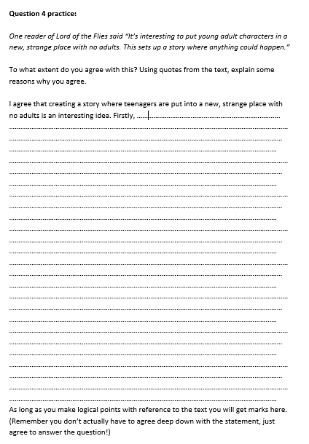 Question 4 practice:
One reader of Lord of the Flies said “It’s interesting to put young adult characters in a
new, strange place with no adults. This sets up a story where anything could happen.”
To what extent do you agree with this? Using quotes from the text, explain some
reasons why you agree.
I agree that creating a story where teenagers are put into a new, strange place with
no adults is an interesting idea. Firstly, ......|..........................................................
As long as you make logical points with reference to the text you will get marks here.
(Remember you don’t actually have to agree deep down with the statement, just
agree to answer the question!)